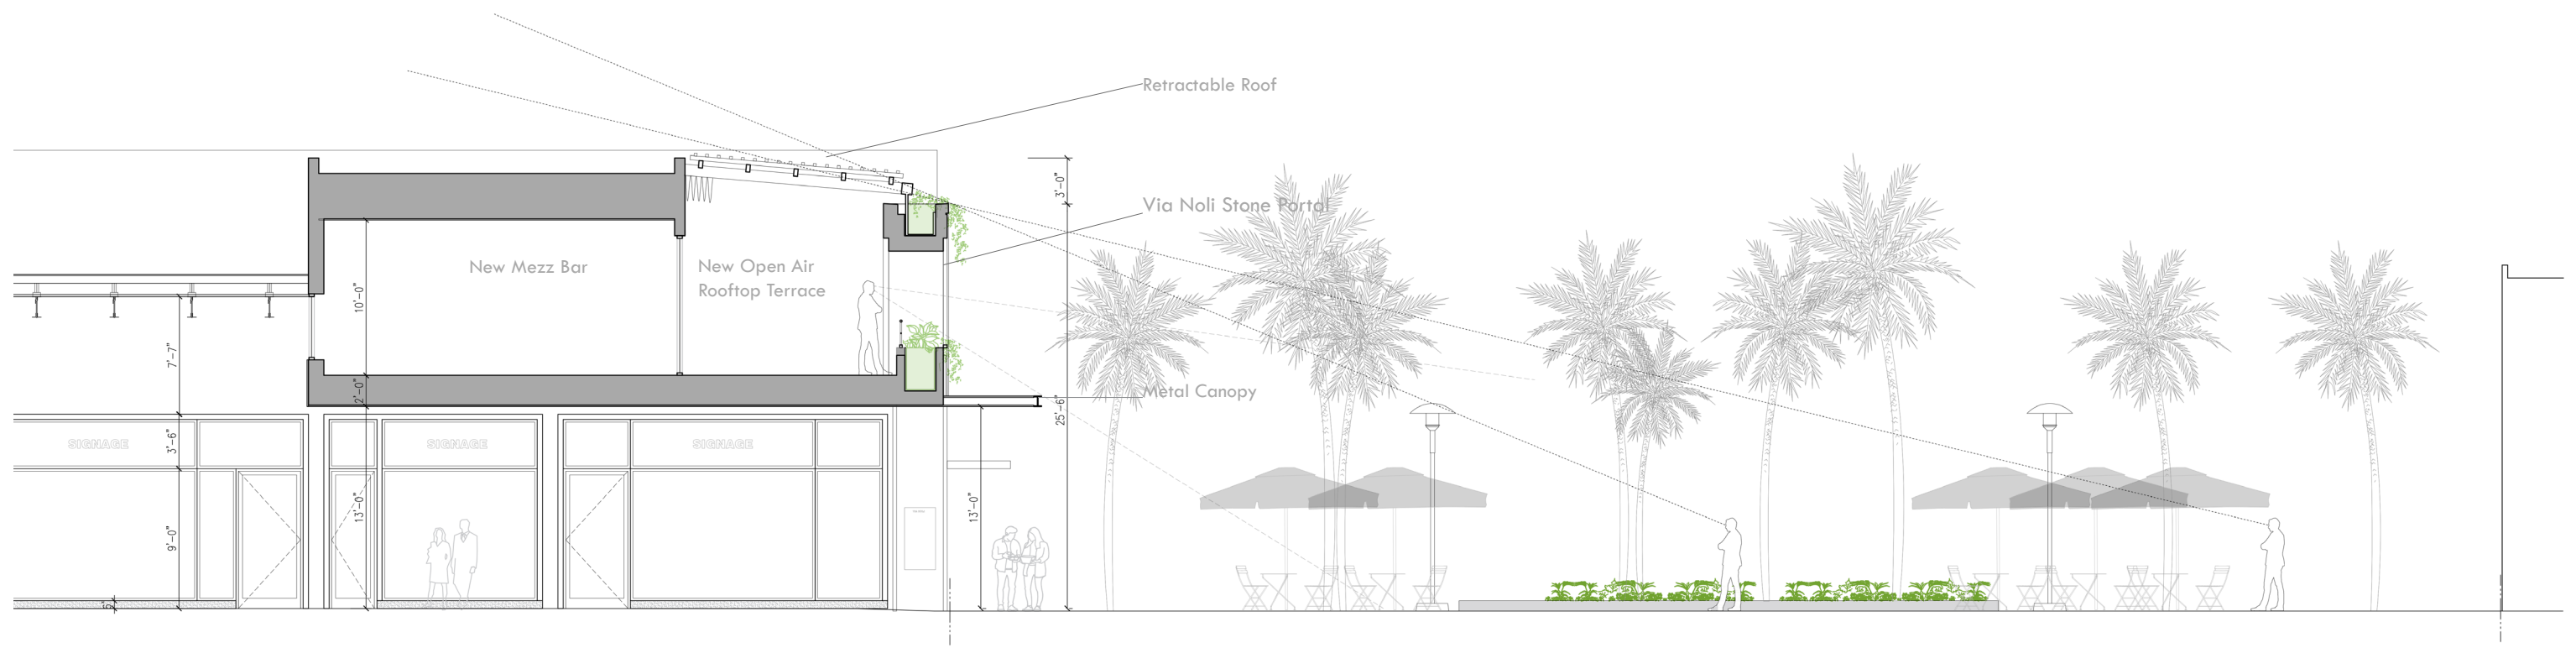 Retractable Roof
3'-0"
Via Noli Stone Portal
New Mezz Bar
New Open Air
Rooftop Terrace
10'-0"
7'-7"
2'-0"
Metal Canopy
25'-6"
SIGNAGE
3'-6"
SIGNAGE
SIGNAGE
13'-0"
13'-0"
9'-0"
6"